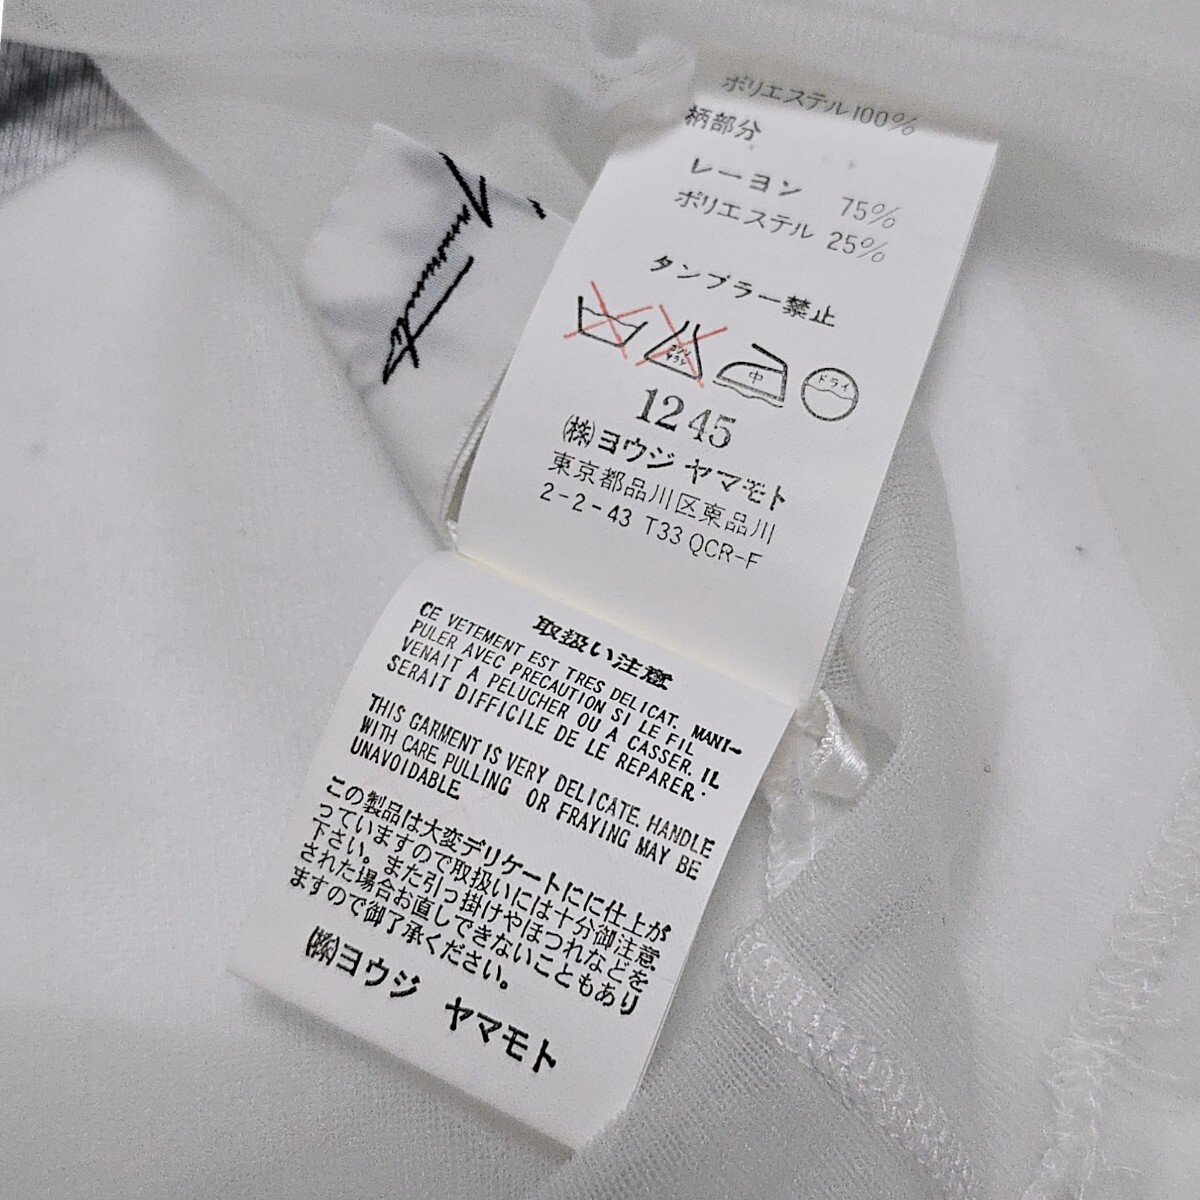 ポリエステル100%
柄部分
レーヨン 75%
ポリエステル 25%
タンブラー禁止
エンソ
サラシ
中
ドライ
1245
㈱ヨウジ ヤマモト
東京都品川区東品川
2-2-43 T33 QCR-F
取扱い注意
CE VETEMENT EST TRES DELICAT. MANI~
PULER AVEC PRECAUTION SI LE FIL
VENAIT A PELUCHER OU A CASSER. IL
SERAIT DIFFICILE DE LE REPARER.
THIS GARMENT IS VERY DELICATE. HANDLE
WITH CARE PULLING OR FRAYING MAY BE
UNAVOIDABLE.
この製品は大変デリケートにに仕上が
っていますので取扱いには十分御注意
下さい。また引っ掛けやほつれなどを
された場合お直しできないこともあり
ますので御了承ください。
㈱ヨウジ ヤマモト